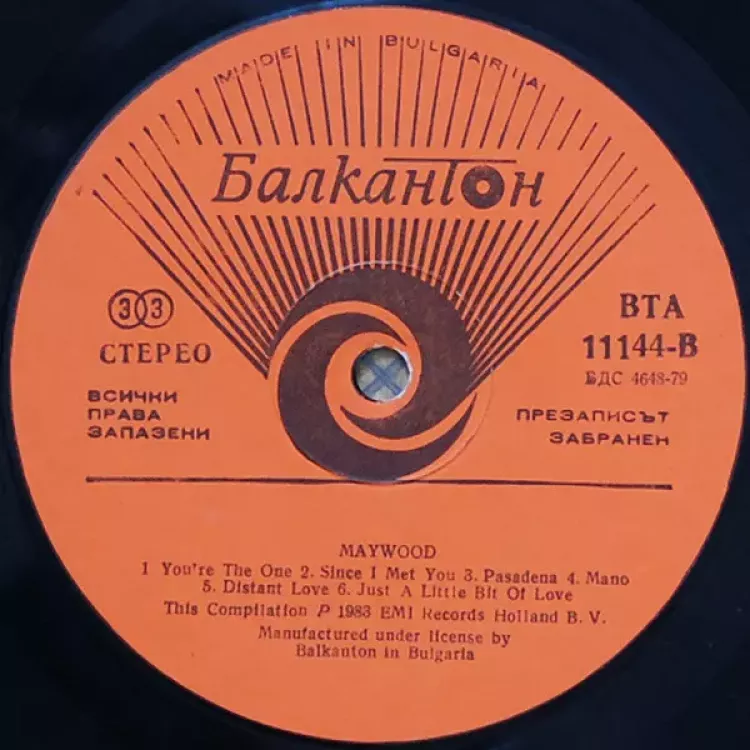 MADE IN BULGARIA
Балкантон
33
СТЕРЕО
ВТА
11144-В
БДС 4648-79
ВСИЧКИ
ПРАВА
ЗАПАЗЕНИ
ПРЕЗАПИСЪТ
ЗАБРАНЕН
MAYWOOD
1 You're The One 2. Since I Met You 3. Pasadena 4. Mano
5. Distant Love 6. Just A Little Bit Of Love
This Compilation P 1983 EMI Records Holland B. V.
Manufactured under license by
Balkanton in Bulgaria